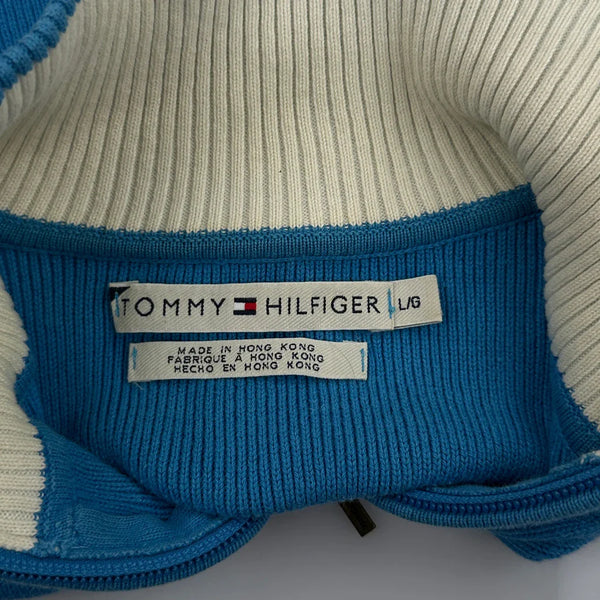 TOMMY HILFIGER L/G
MADE IN HONG KONG
FABRIQUE À HONG KONG
HECHO EN HONG KONG